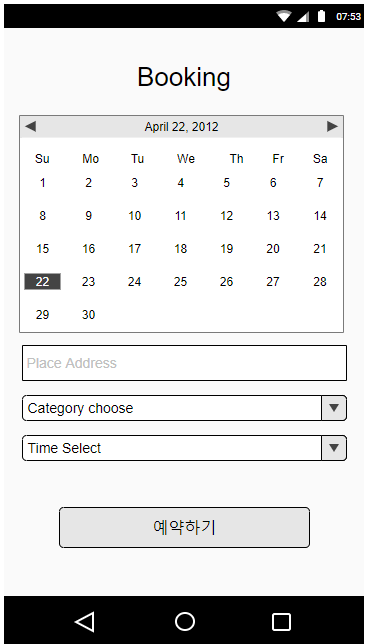 07:53
Booking
April 22, 2012
Su Mo Tu We Th Fr Sa
1 2 3 4 5 6 7
8 9 10 11 12 13 14
15 16 17 18 19 20 21
22 23 24 25 26 27 28
29 30
Place Address
Category choose
Time Select
예약하기